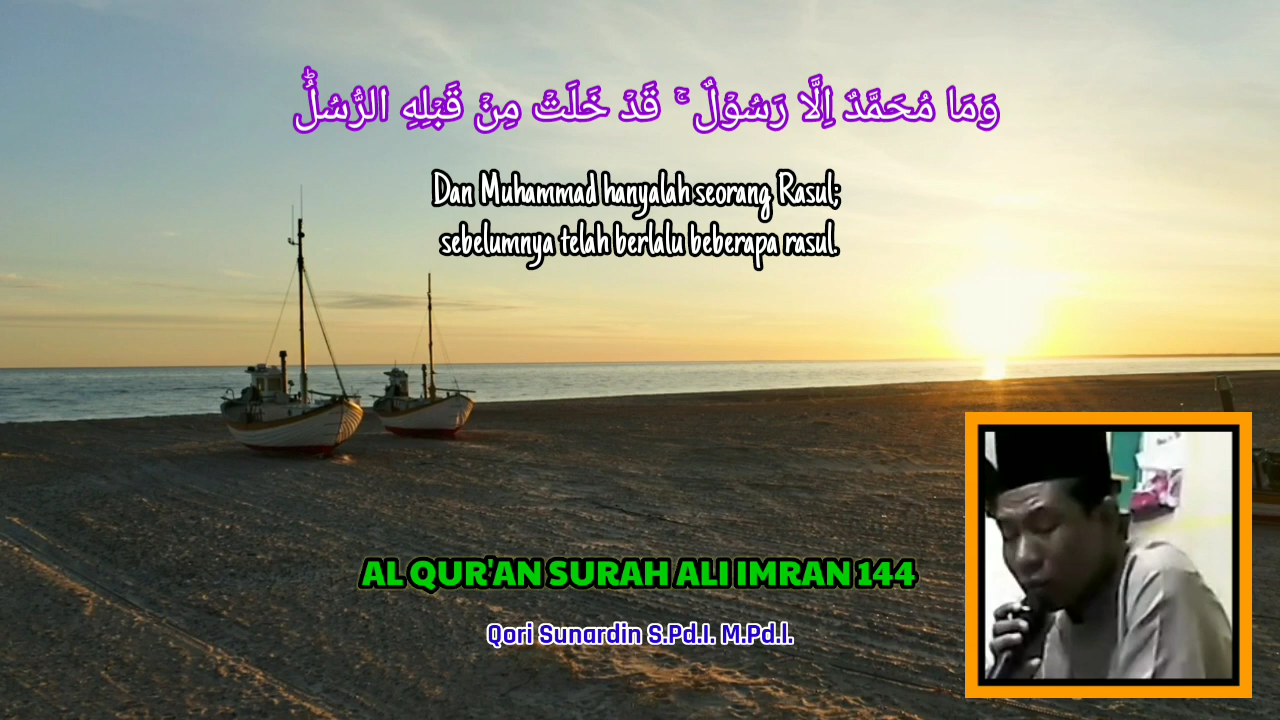 وَمَا مُحَمَّدٌ اِلَّا رَسُوْلٌ ۚ قَدْ خَلَتْ مِنْ قَبْلِهِ الرُّسُلُۗ
Dan Muhammad hanyalah seorang Rasul;
sebelumnya telah berlalu beberapa rasul.
AL QUR'AN SURAH ALI IMRAN 144
Qori Sunardin S.Pd.I. M.Pd.I.